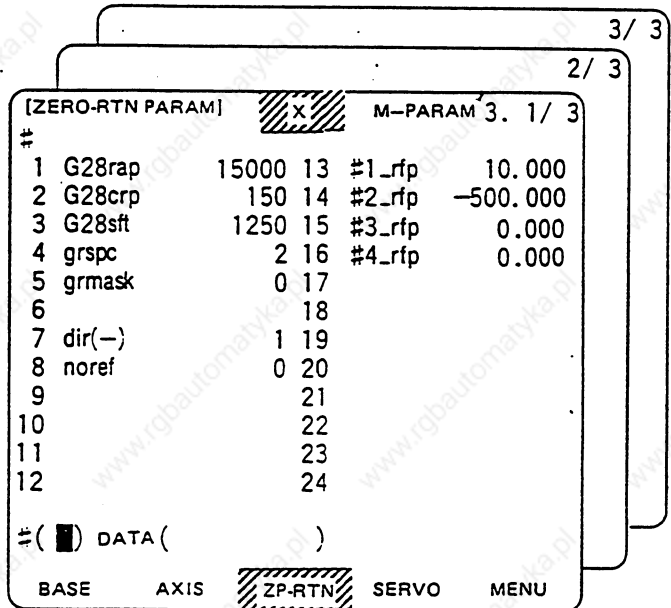 3/ 3
2/ 3
[ZERO-RTN PARAM] X M-PARAM 3. 1/ 3
#
1 G28rap 15000 13 #1_rfp 10.000
2 G28crp 150 14 #2_rfp -500.000
3 G28sft 1250 15 #3_rfp 0.000
4 grspc 2 16 #4_rfp 0.000
5 grmask 0 17
6 18
7 dir(-) 1 19
8 noref 0 20
9 21
10 22
11 23
12 24
#( ) DATA ( )
BASE AXIS ZP-RTN SERVO MENU
www.rgbautomatyka.pl